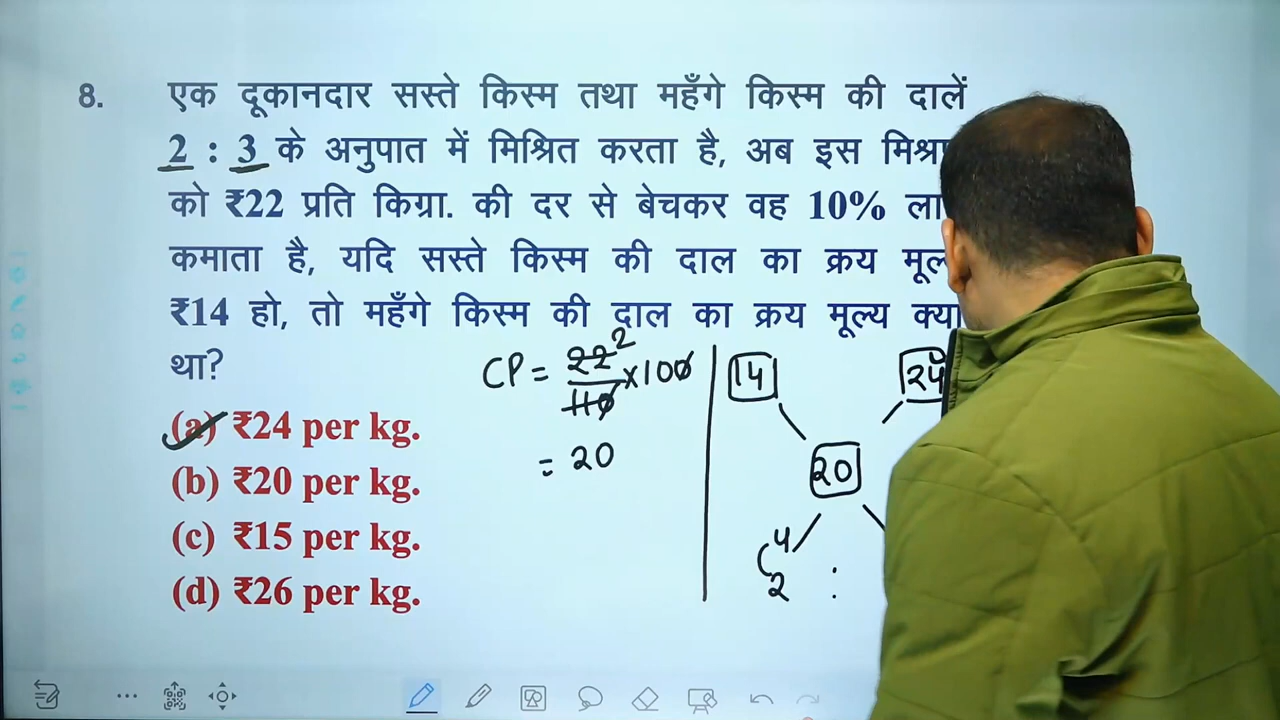 8. एक दूकानदार सस्ते किस्म तथा महँगे किस्म की दालें
2 : 3 के अनुपात में मिश्रित करता है, अब इस
को ₹22 प्रति किग्रा. की दर से बेचकर वह 10%
कमाता है, यदि सस्ते किस्म की दाल का क्रय
₹14 हो, तो महँगे किस्म की दाल का क्रय मूल्य क्या
था?
(a) ₹24 per kg.
(b) ₹20 per kg.
(c) ₹15 per kg.
(d) ₹26 per kg.
CP = 22/110 × 100
2
= 20
14 24
20
4
2 :